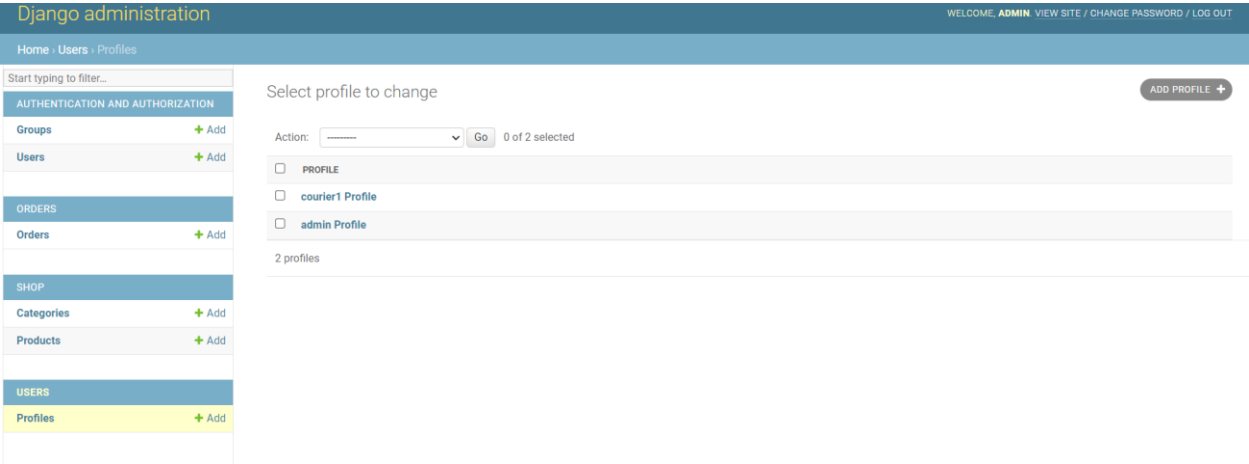 Django administration
WELCOME, ADMIN. VIEW SITE / CHANGE PASSWORD / LOG OUT
Home › Users › Profiles
Start typing to filter...
AUTHENTICATION AND AUTHORIZATION
Groups + Add
Users + Add
ORDERS
Orders + Add
SHOP
Categories + Add
Products + Add
USERS
Profiles + Add
Select profile to change
ADD PROFILE +
Action: --------- Go 0 of 2 selected
PROFILE
courier1 Profile
admin Profile
2 profiles